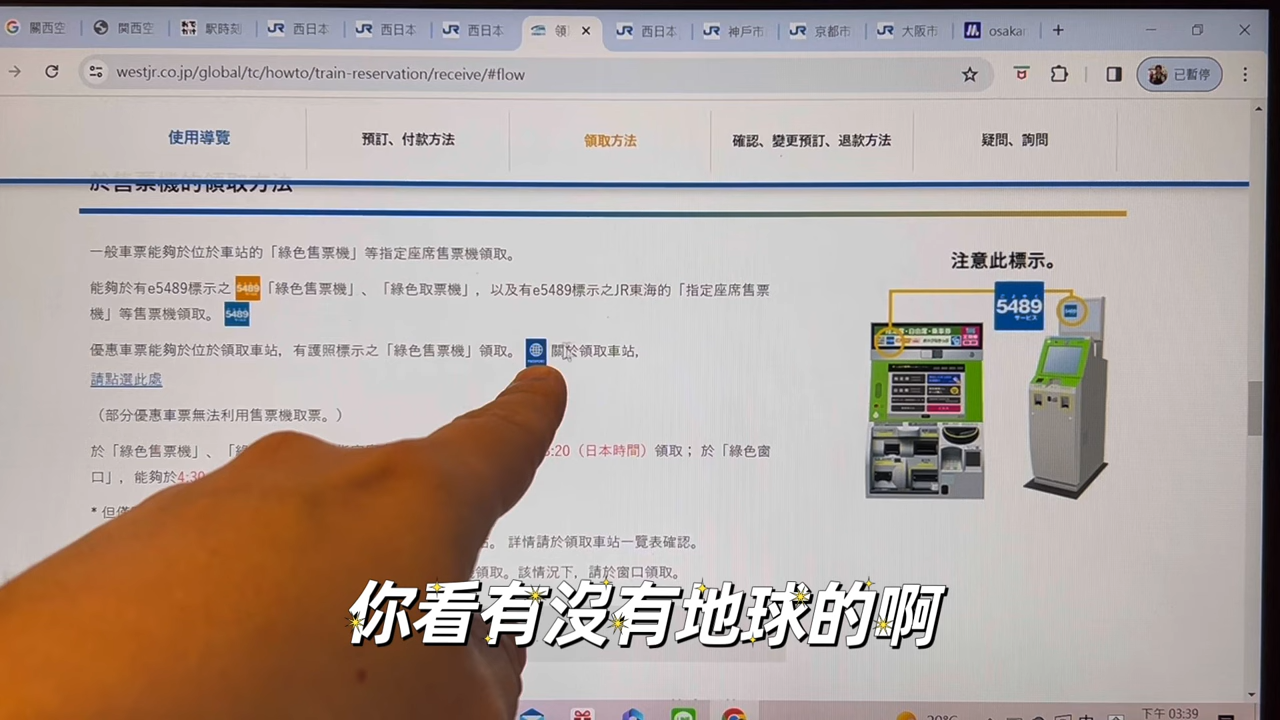 關西空
関西空
駅時刻
西日本
西日本
西日本
領
西日本
神戶市
京都市
大阪市
osakar
westjr.co.jp/global/tc/howto/train-reservation/receive/#flow
已暫停
使用導覽
預訂、付款方法
領取方法
確認、變更預訂、退款方法
疑問、詢問
於售票機的領取方法
一般車票能夠於位於車站的「綠色售票機」等指定座席售票機領取。
能夠於有e5489標示之 5489 「綠色售票機」、「綠色取票機」，以及有e5489標示之JR東海的「指定座席售票
機」等售票機領取。 5489
優惠車票能夠於位於領取車站，有護照標示之「綠色售票機」領取。 關於領取車站，
請點選此處
（部分優惠車票無法利用售票機取票。）
於「綠色售票機」、「綠
:20（日本時間）領取；於「綠色窗
口」，能夠於4:30
* 但僅
。 詳情請於領取車站一覽表確認。
領取。該情況下，請於窗口領取。
注意此標示。
5489
サービス
5489
你看有沒有地球的啊
20°C
下午 03:39